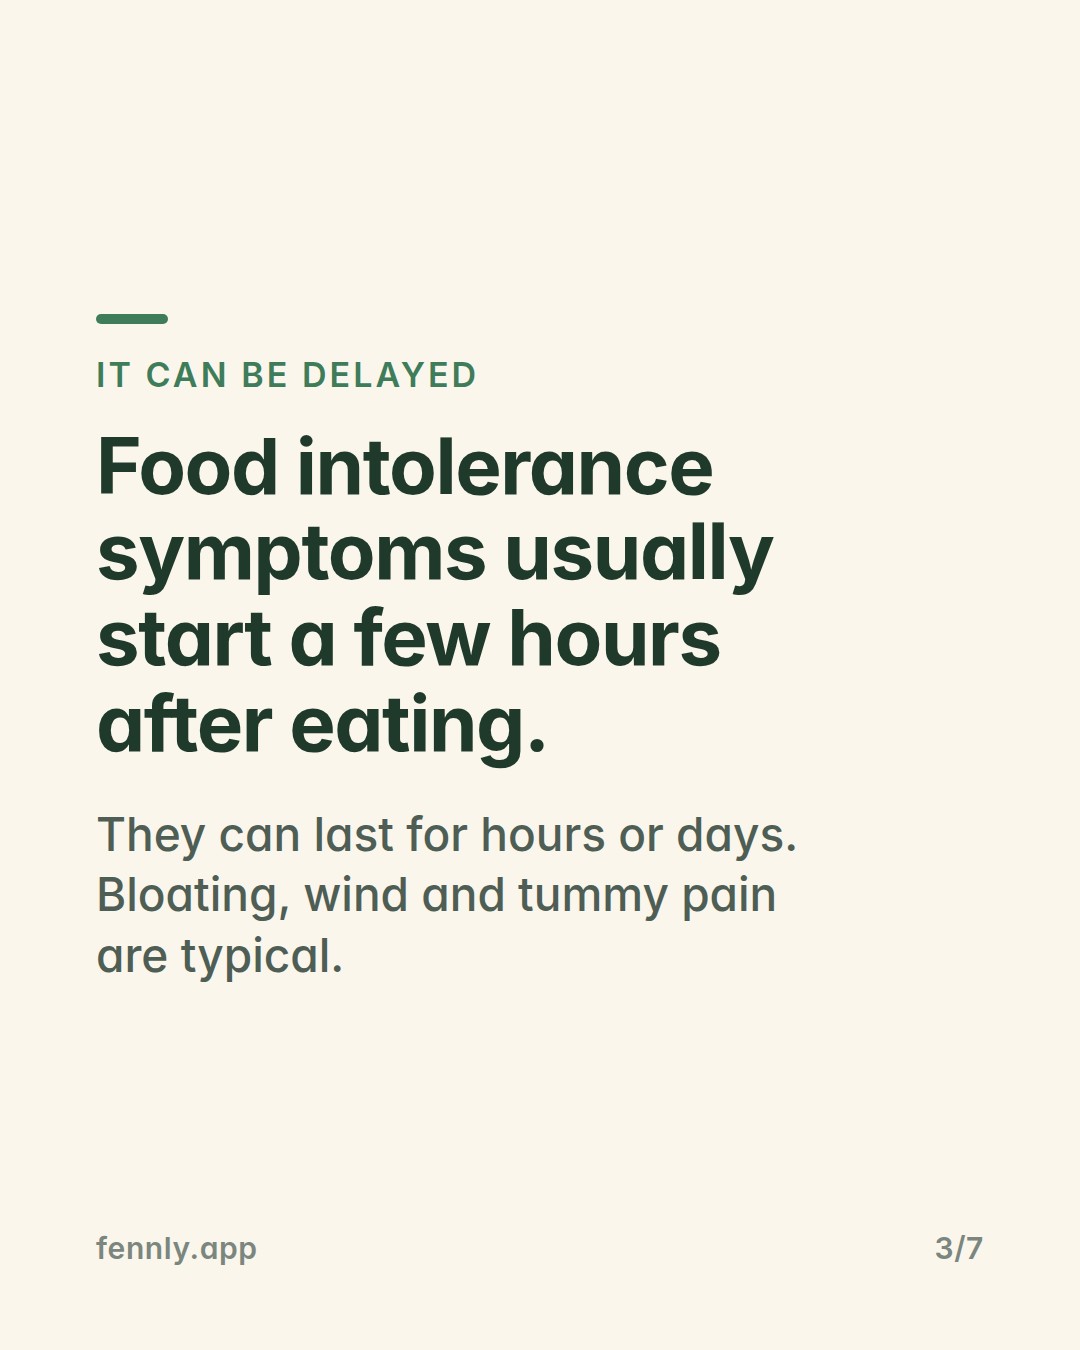 IT CAN BE DELAYED
Food intolerance
symptoms usually
start a few hours
after eating.
They can last for hours or days.
Bloating, wind and tummy pain
are typical.
fennly.app
3/7